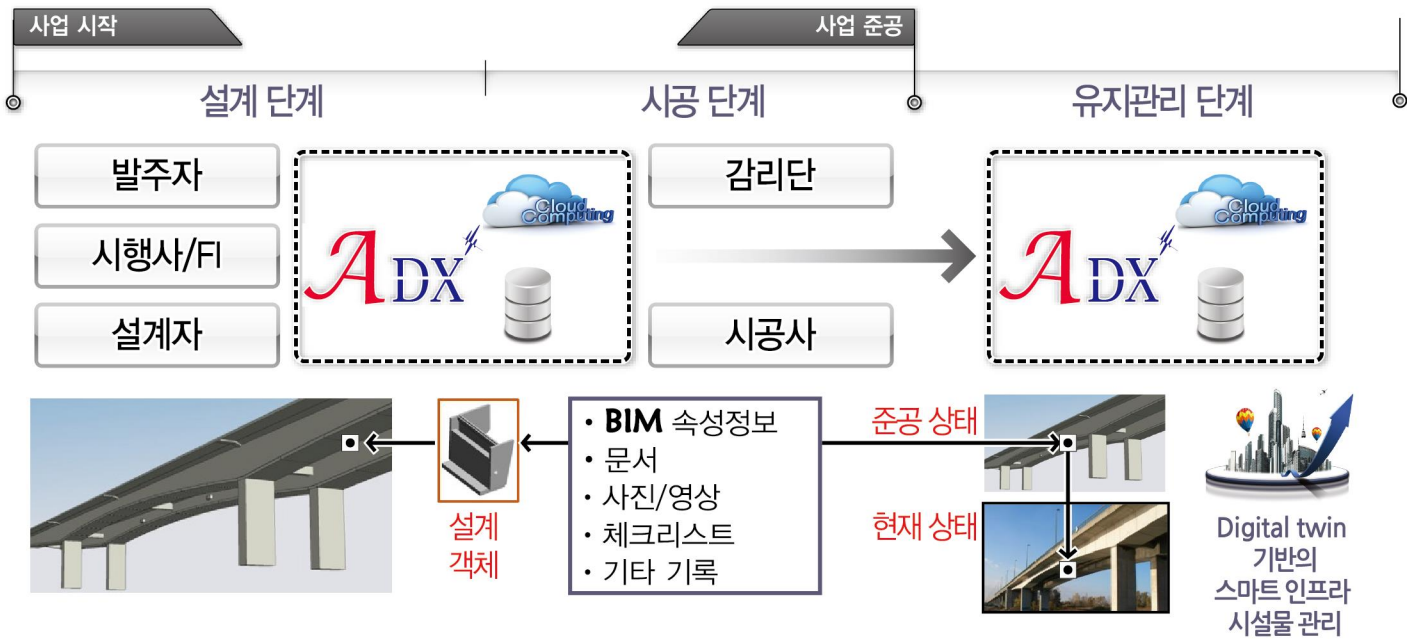 사업 시작
사업 준공
설계 단계
시공 단계
유지관리 단계
발주자
시행사/FI
설계자
ADX
Cloud
Computing
감리단
시공사
ADX
Cloud
Computing
설계
객체
· BIM 속성정보
· 문서
· 사진/영상
· 체크리스트
· 기타 기록
준공 상태
현재 상태
Digital twin
기반의
스마트 인프라
시설물 관리